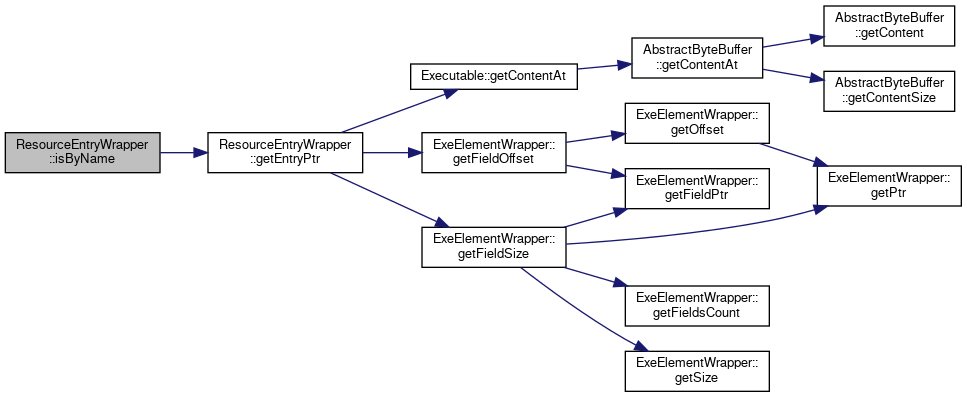 ResourceEntryWrapper
::isByName
ResourceEntryWrapper
::getEntryPtr
Executable::getContentAt
ExeElementWrapper::
getFieldOffset
ExeElementWrapper::
getFieldSize
AbstractByteBuffer
::getContentAt
ExeElementWrapper::
getOffset
ExeElementWrapper::
getFieldPtr
ExeElementWrapper::
getFieldsCount
ExeElementWrapper::
getSize
AbstractByteBuffer
::getContent
AbstractByteBuffer
::getContentSize
ExeElementWrapper::
getPtr